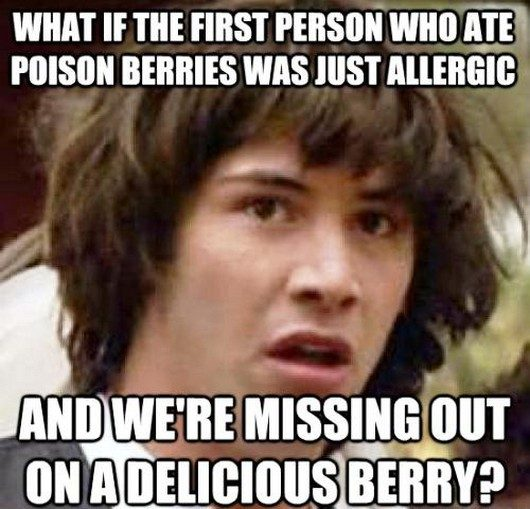 WHAT IF THE FIRST PERSON WHO ATE
POISON BERRIES WAS JUST ALLERGIC
AND WE'RE MISSING OUT
ON A DELICIOUS BERRY?